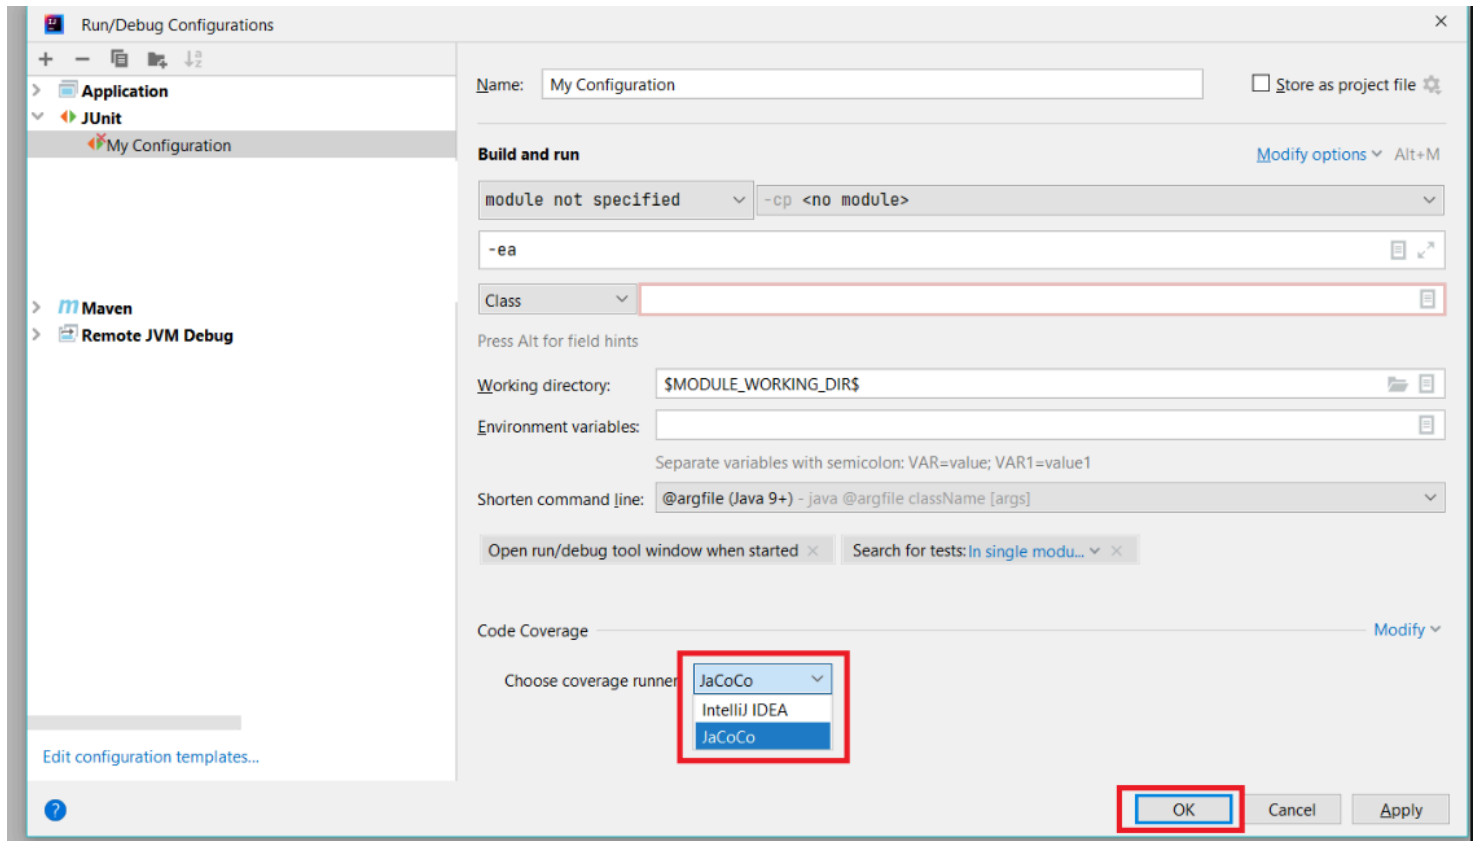 Run/Debug Configurations
Application
JUnit
My Configuration
Maven
Remote JVM Debug
Edit configuration templates...
Name: My Configuration Store as project file
Build and run Modify options Alt+M
module not specified -cp <no module>
-ea
Class
Press Alt for field hints
Working directory: $MODULE_WORKING_DIR$
Environment variables:
Separate variables with semicolon: VAR=value; VAR1=value1
Shorten command line: @argfile (Java 9+) - java @argfile className [args]
Open run/debug tool window when started Search for tests: In single modu...
Code Coverage Modify
Choose coverage runner JaCoCo
IntelliJ IDEA
JaCoCo
OK Cancel Apply